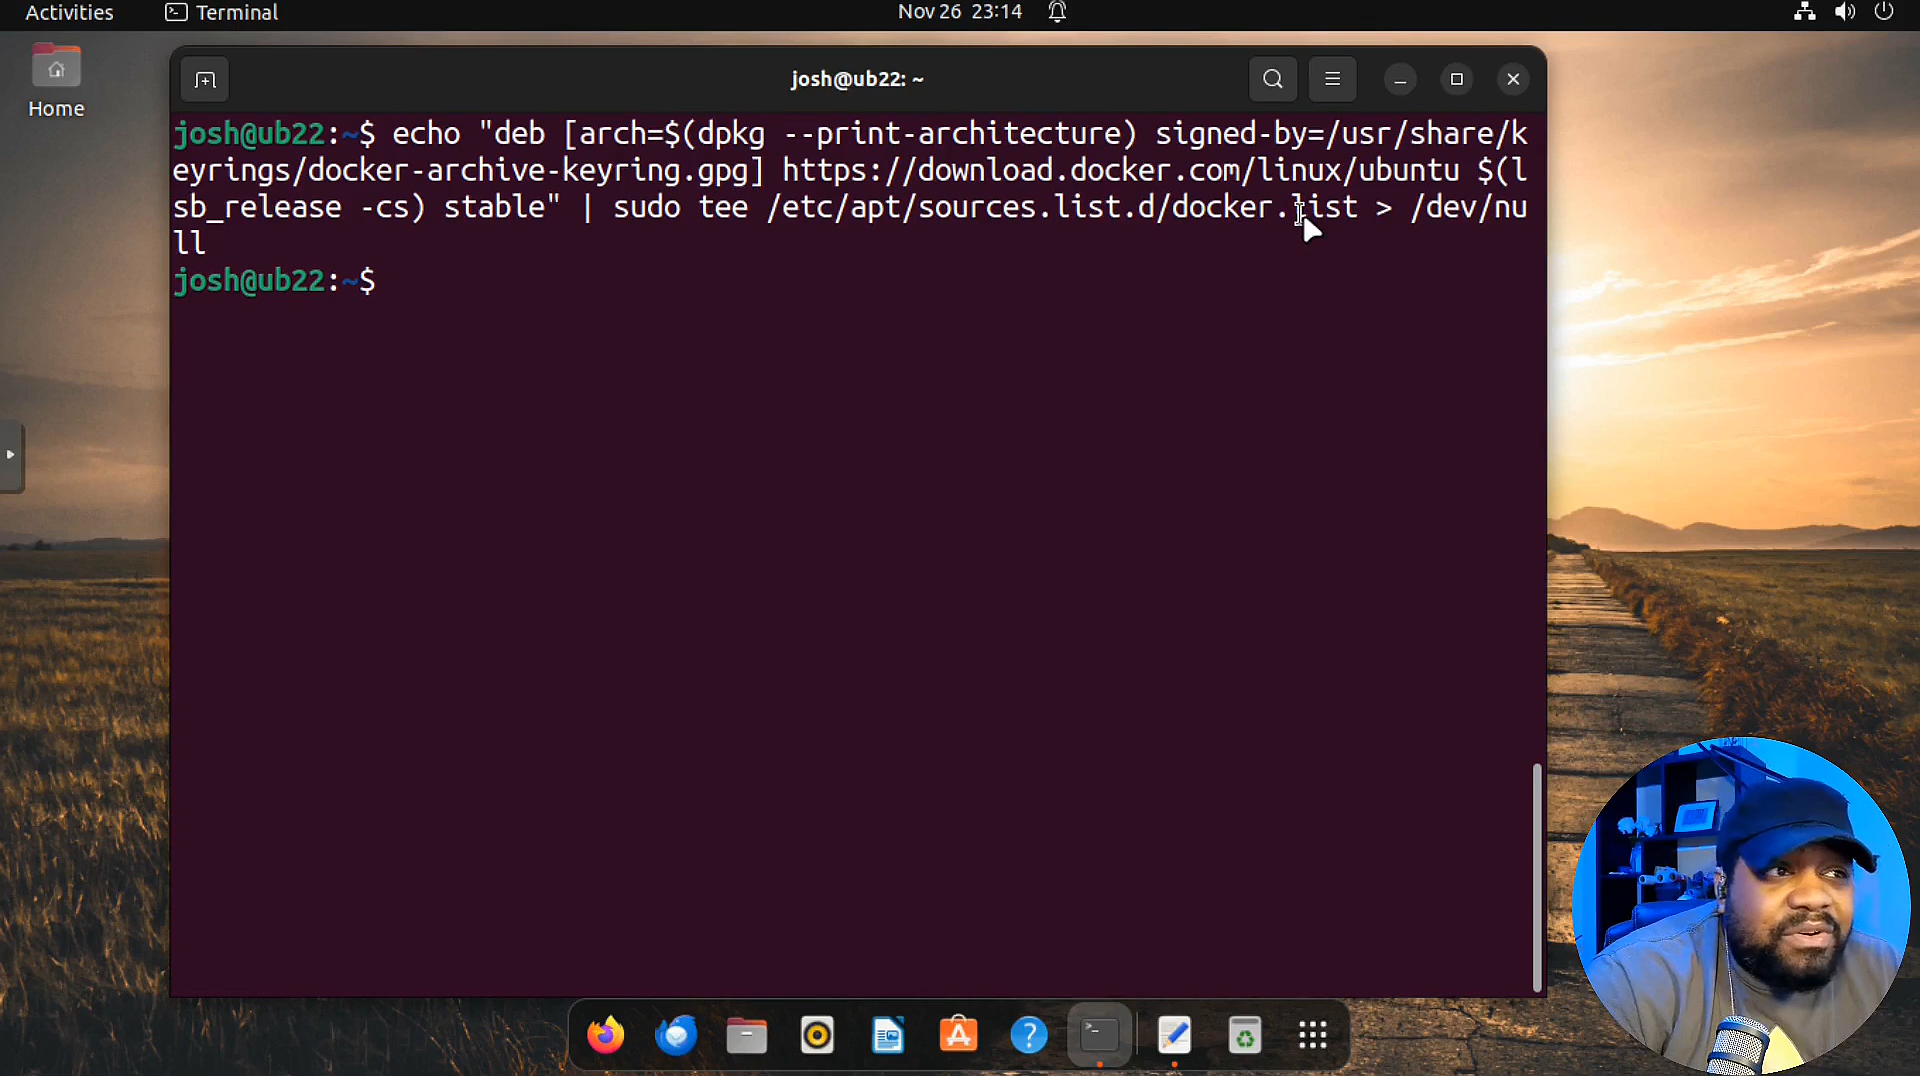 Activities Terminal Nov 26 23:14
Home
josh@ub22: ~
josh@ub22:~$ echo "deb [arch=$(dpkg --print-architecture) signed-by=/usr/share/k
eyrings/docker-archive-keyring.gpg] https://download.docker.com/linux/ubuntu $(l
sb_release -cs) stable" | sudo tee /etc/apt/sources.list.d/docker.list > /dev/nu
ll
josh@ub22:~$